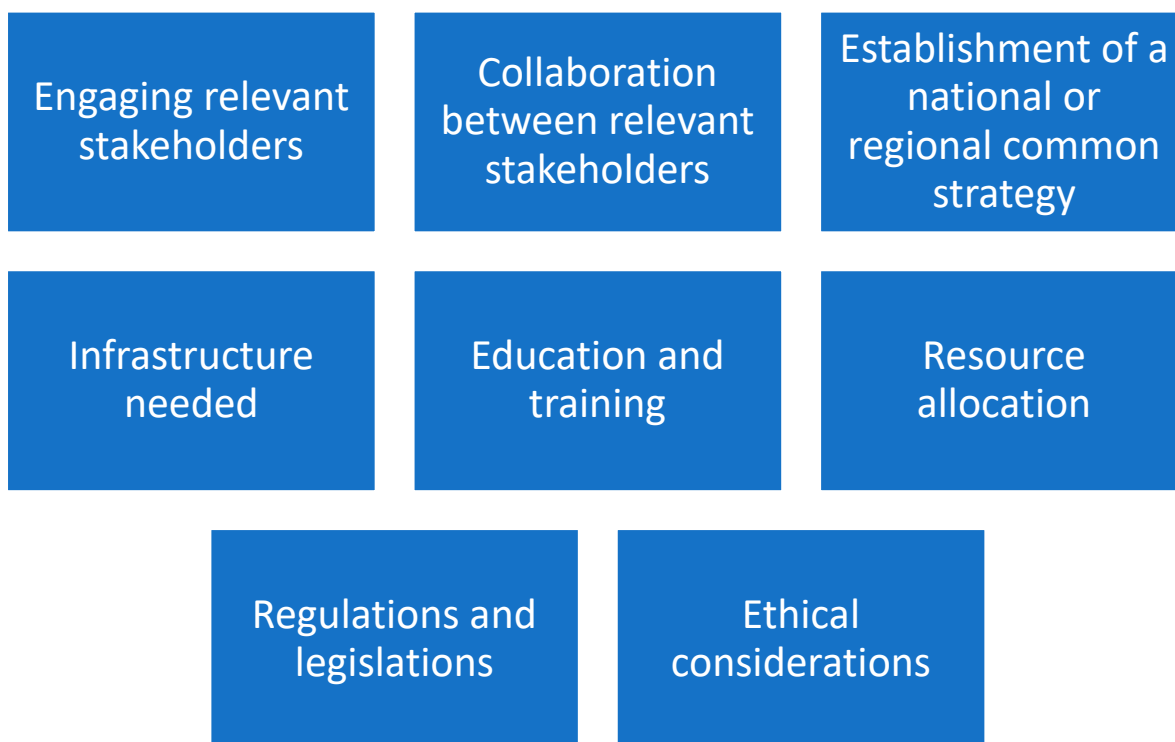 Engaging relevant
stakeholders
Collaboration
between relevant
stakeholders
Establishment of a
national or
regional common
strategy
Infrastructure
needed
Education and
training
Resource
allocation
Regulations and
legislations
Ethical
considerations